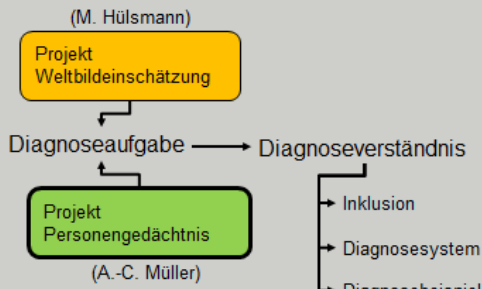 (M. Hülsmann)
Projekt
Weltbildeinschätzung
Diagnoseaufgabe
Diagnoseverständnis
Projekt
Personengedächtnis
(A.-C. Müller)
Inklusion
Diagnosesystem